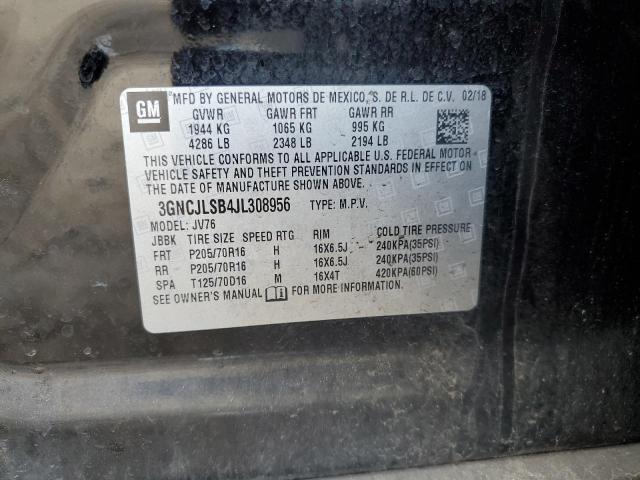 GM
MFD BY GENERAL MOTORS DE MEXICO, S. DE R.L. DE C.V. 02/18
GVWR GAWR FRT GAWR RR
1944 KG 1065 KG 995 KG
4286 LB 2348 LB 2194 LB
THIS VEHICLE CONFORMS TO ALL APPLICABLE U.S. FEDERAL MOTOR
VEHICLE SAFETY AND THEFT PREVENTION STANDARDS IN EFFECT ON
THE DATE OF MANUFACTURE SHOWN ABOVE.
3GNCJLSB4JL308956 TYPE: M.P.V.
MODEL: JV76
JBBK TIRE SIZE SPEED RTG RIM COLD TIRE PRESSURE
FRT P205/70R16 H 16X6.5J 240KPA(35PSI)
RR P205/70R16 H 16X6.5J 240KPA(35PSI)
SPA T125/70D16 M 16X4T 420KPA(60PSI)
SEE OWNER'S MANUAL FOR MORE INFORMATION